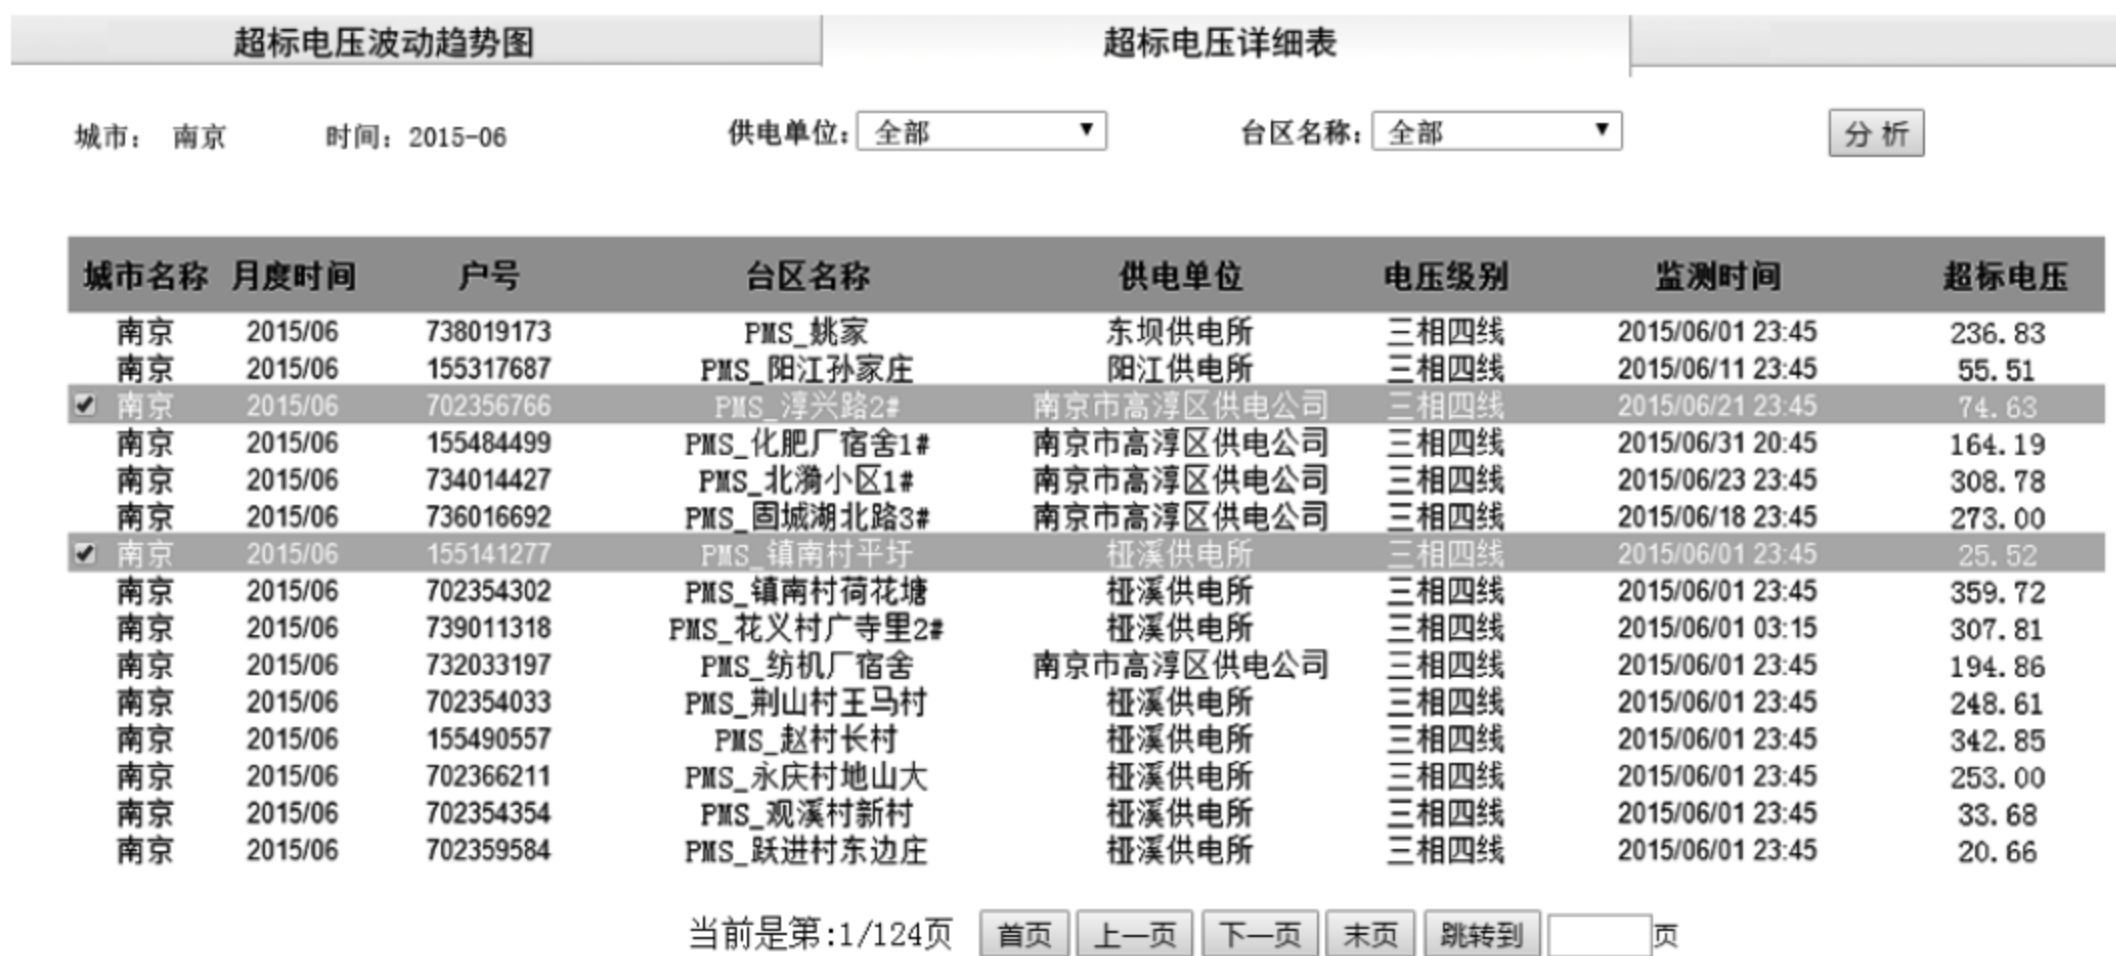 超标电压波动趋势图 超标电压详细表
城市： 南京 时间：2015-06 供电单位： 全部 台区名称： 全部 分 析
城市名称 月度时间 户号 台区名称 供电单位 电压级别 监测时间 超标电压
南京 2015/06 738019173 PMS_姚家 东坝供电所 三相四线 2015/06/01 23:45 236.83
南京 2015/06 155317687 PMS_阳江孙家庄 阳江供电所 三相四线 2015/06/11 23:45 55.51
南京 2015/06 702356766 PMS_淳兴路2# 南京市高淳区供电公司 三相四线 2015/06/21 23:45 74.63
南京 2015/06 155484499 PMS_化肥厂宿舍1# 南京市高淳区供电公司 三相四线 2015/06/31 20:45 164.19
南京 2015/06 734014427 PMS_北漪小区1# 南京市高淳区供电公司 三相四线 2015/06/23 23:45 308.78
南京 2015/06 736016692 PMS_固城湖北路3# 南京市高淳区供电公司 三相四线 2015/06/18 23:45 273.00
南京 2015/06 155141277 PMS_镇南村平圩 桠溪供电所 三相四线 2015/06/01 23:45 25.52
南京 2015/06 702354302 PMS_镇南村荷花塘 桠溪供电所 三相四线 2015/06/01 23:45 359.72
南京 2015/06 739011318 PMS_花义村广寺里2# 桠溪供电所 三相四线 2015/06/01 03:15 307.81
南京 2015/06 732033197 PMS_纺机厂宿舍 南京市高淳区供电公司 三相四线 2015/06/01 23:45 194.86
南京 2015/06 702354033 PMS_荆山村王马村 桠溪供电所 三相四线 2015/06/01 23:45 248.61
南京 2015/06 155490557 PMS_赵村长村 桠溪供电所 三相四线 2015/06/01 23:45 342.85
南京 2015/06 702366211 PMS_永庆村地山大 桠溪供电所 三相四线 2015/06/01 23:45 253.00
南京 2015/06 702354354 PMS_观溪村新村 桠溪供电所 三相四线 2015/06/01 23:45 33.68
南京 2015/06 702359584 PMS_跃进村东边庄 桠溪供电所 三相四线 2015/06/01 23:45 20.66
当前是第:1/124页 首页 上一页 下一页 末页 跳转到 页